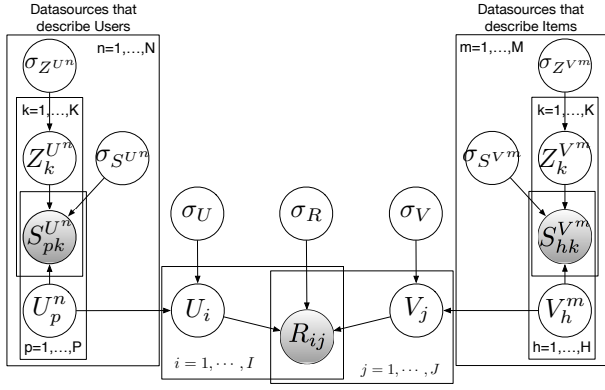 Datasources that
describe Users
n=1,…,N
σ_{Z^{U^n}}
k=1,…,K
Z_k^{U^n}
σ_{S^{U^n}}
S_{pk}^{U^n}
U_p^n
p=1,…,P
σ_U
σ_R
σ_V
U_i
R_{ij}
V_j
i = 1, ⋯ , I
j = 1, ⋯ , J
Datasources that
describe Items
m=1,…,M
σ_{Z^{V^m}}
k=1,…,K
σ_{S^{V^m}}
Z_k^{V^m}
S_{hk}^{V^m}
V_h^m
h=1,…,H